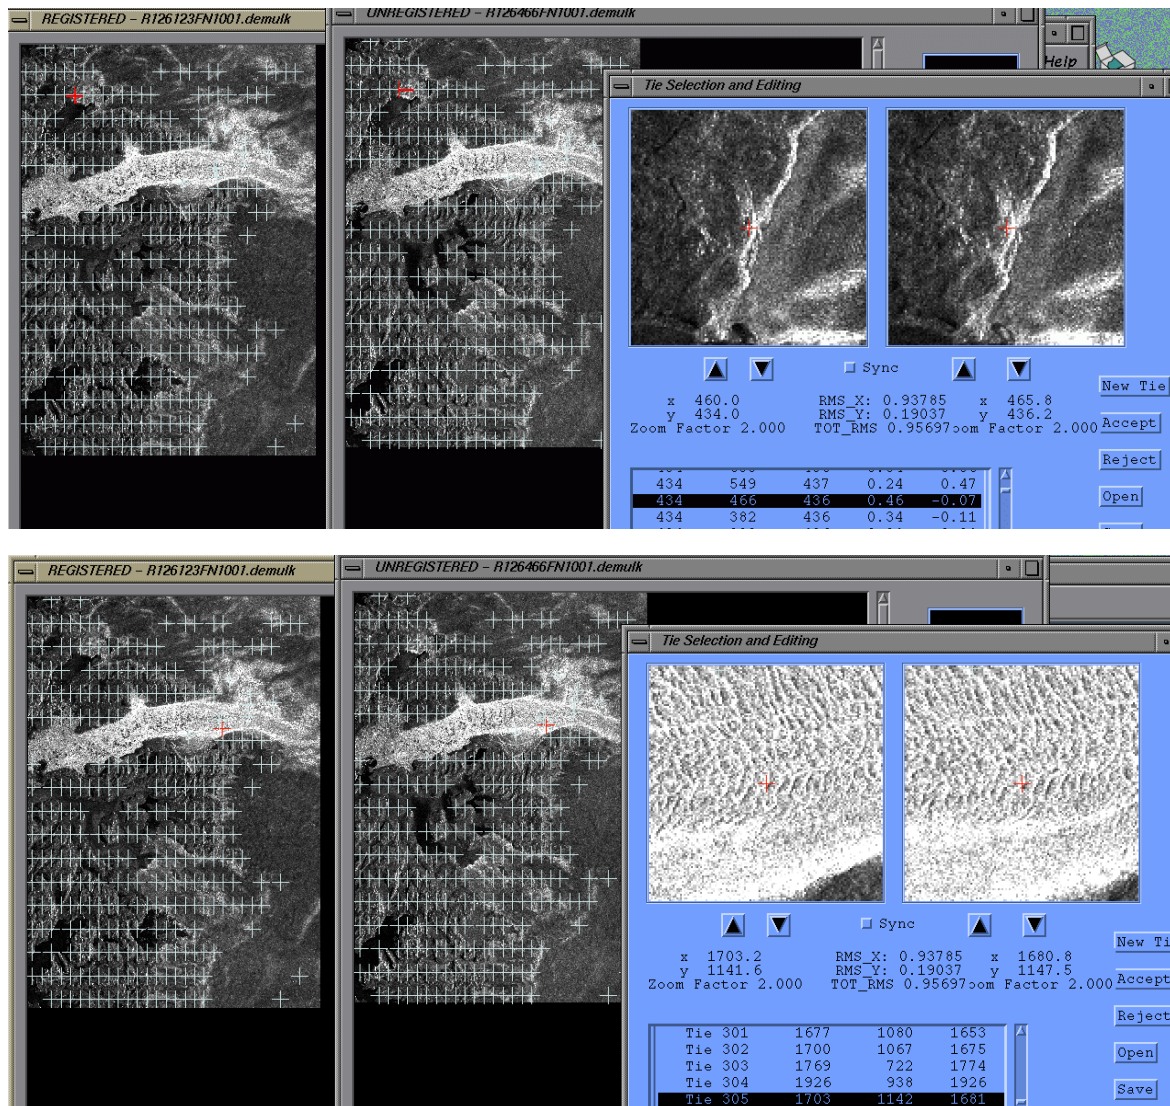 REGISTERED - R126123FN1001.demulk
UNREGISTERED - R126466FN1001.demulk
Help
Tie Selection and Editing
Sync
New Tie
x 460.0 RMS_X: 0.93785 x 465.8
y 434.0 RMS_Y: 0.19037 y 436.2
Accept
Zoom Factor 2.000 TOT_RMS 0.95697 oom Factor 2.000
Reject
434 549 437 0.24 0.47
Open
434 466 436 0.46 -0.07
434 382 436 0.34 -0.11
REGISTERED - R126123FN1001.demulk
UNREGISTERED - R126466FN1001.demulk
Tie Selection and Editing
Sync
New Ti
x 1703.2 RMS_X: 0.93785 x 1680.8
y 1141.6 RMS_Y: 0.19037 y 1147.5
Accept
Zoom Factor 2.000 TOT_RMS 0.95697 oom Factor 2.000
Reject
Tie 301 1677 1080 1653
Tie 302 1700 1067 1675
Open
Tie 303 1769 722 1774
Tie 304 1926 938 1926
Save
Tie 305 1703 1142 1681